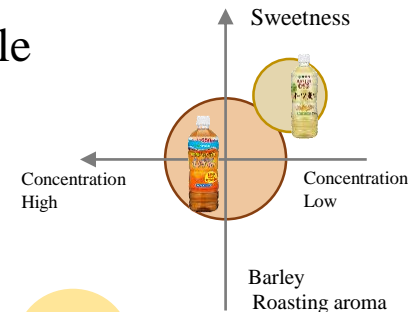 le
Sweetness
Concentration
High
Concentration
Low
Barley
Roasting aroma